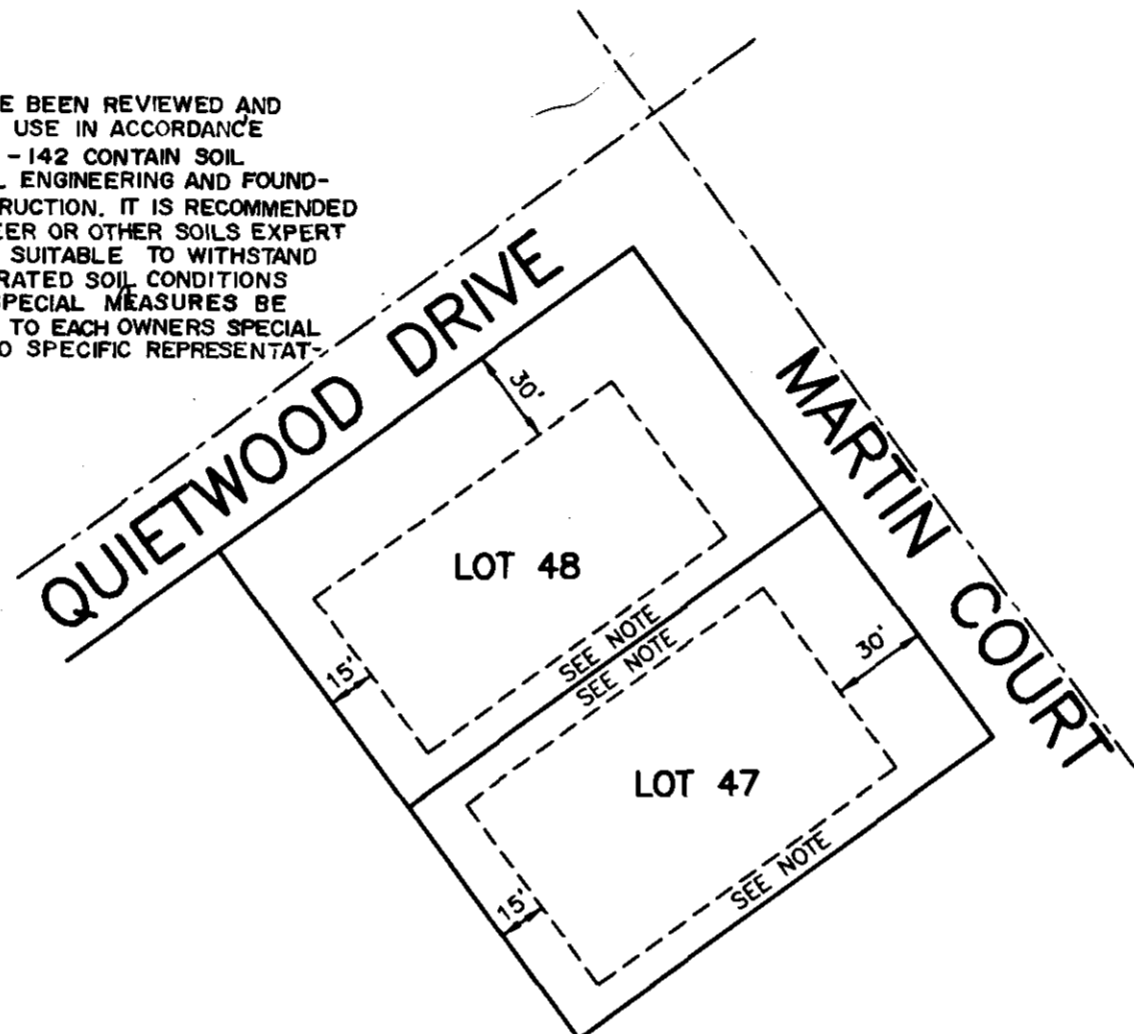 E BEEN REVIEWED AND
USE IN ACCORDANCE
-142 CONTAIN SOIL
L ENGINEERING AND FOUND-
RUCTION. IT IS RECOMMENDED
EER OR OTHER SOILS EXPERT
SUITABLE TO WITHSTAND
RATED SOIL CONDITIONS
SPECIAL MEASURES BE
TO EACH OWNERS SPECIAL
O SPECIFIC REPRESENTAT-
QUIETWOOD DRIVE
MARTIN COURT
30'
LOT 48
15'
SEE NOTE
SEE NOTE
30'
LOT 47
15'
SEE NOTE